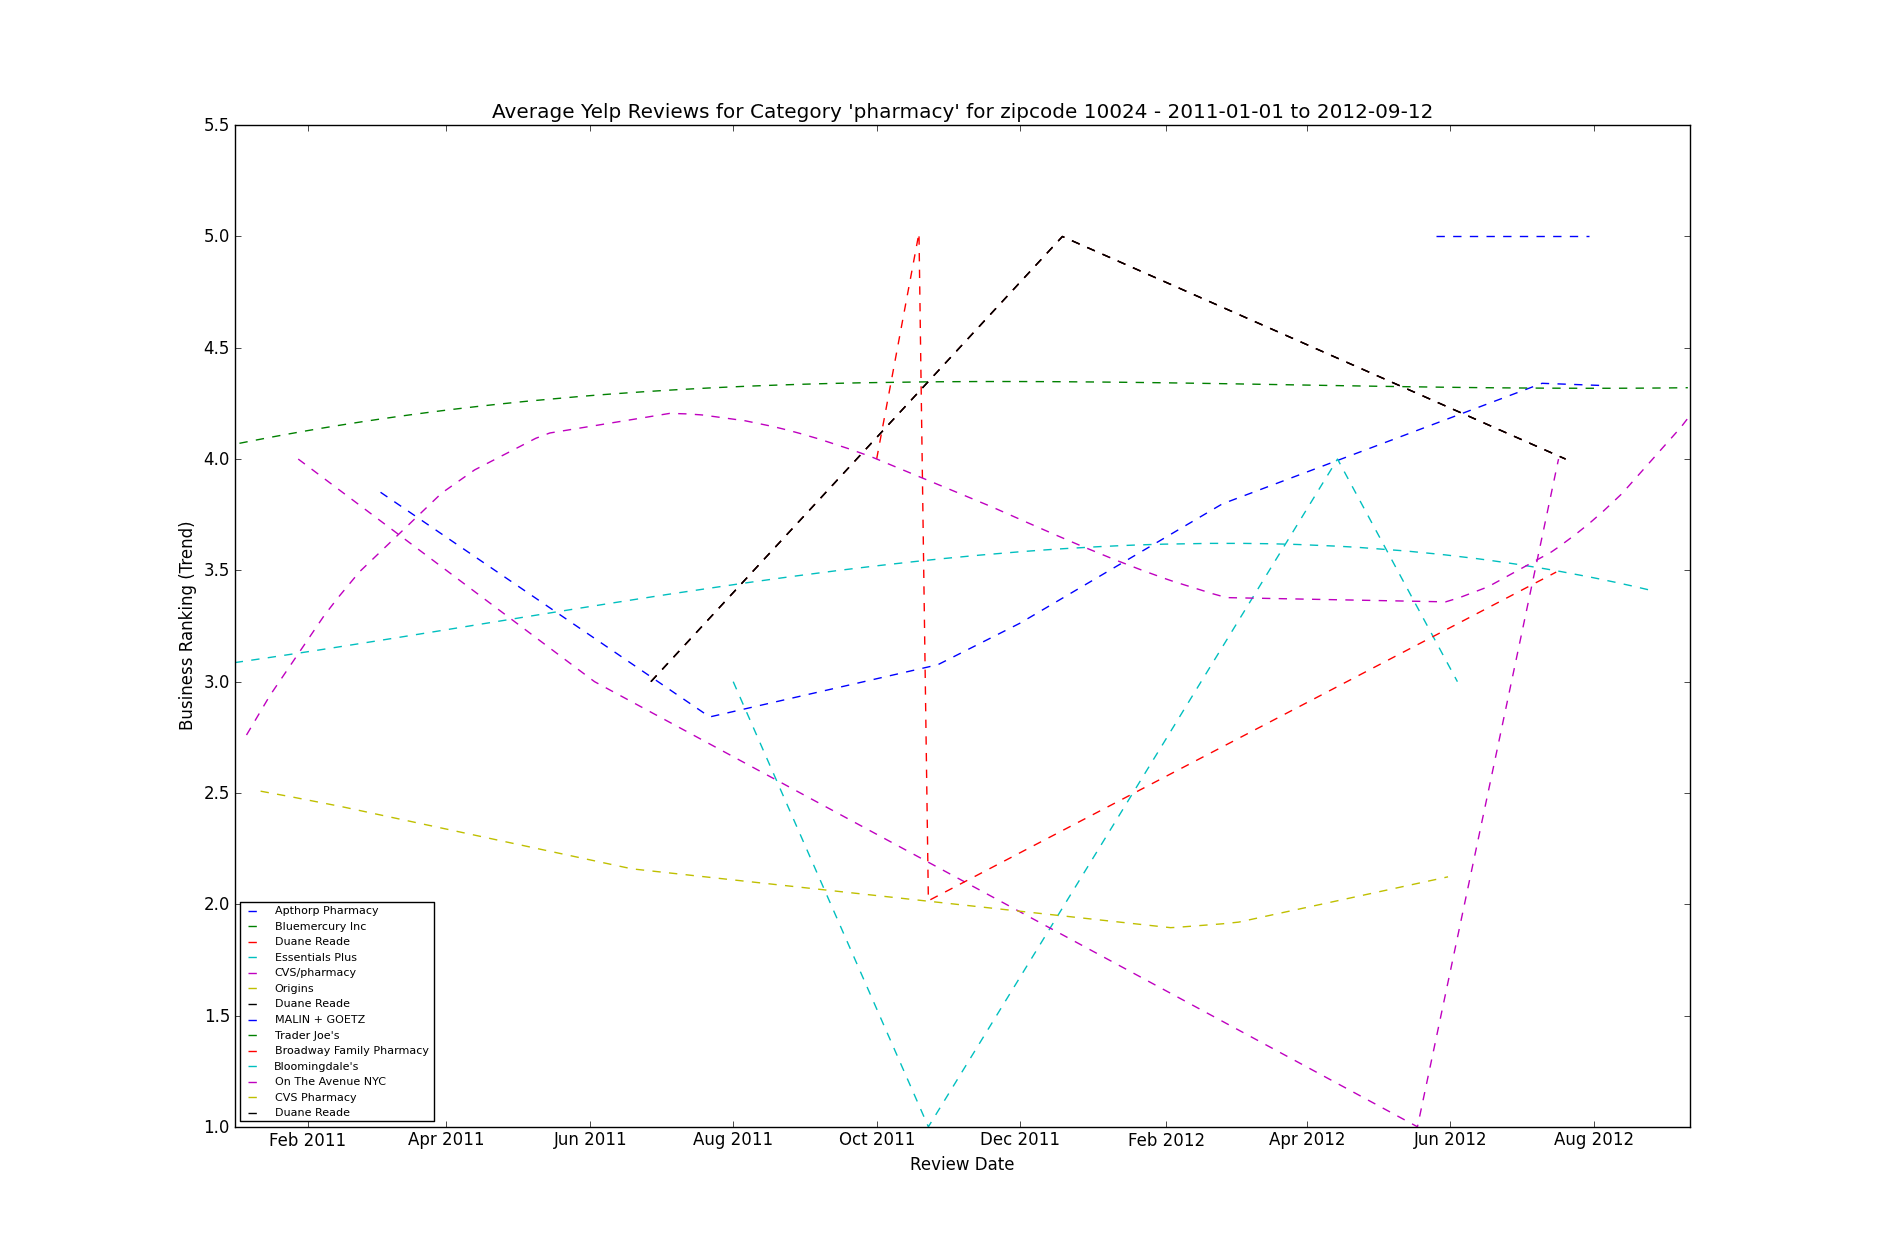 Average Yelp Reviews for Category 'pharmacy' for zipcode 10024 - 2011-01-01 to 2012-09-12
Business Ranking (Trend)
5.5
5.0
4.5
4.0
3.5
3.0
2.5
2.0
1.5
1.0
Apthorp Pharmacy
Bluemercury Inc
Duane Reade
Essentials Plus
CVS/pharmacy
Origins
Duane Reade
MALIN + GOETZ
Trader Joe's
Broadway Family Pharmacy
Bloomingdale's
On The Avenue NYC
CVS Pharmacy
Duane Reade
Feb 2011 Apr 2011 Jun 2011 Aug 2011 Oct 2011 Dec 2011 Feb 2012 Apr 2012 Jun 2012 Aug 2012
Review Date